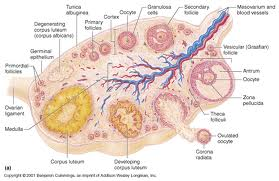 Tunica
albuginea
Cortex
Oocyte
Granulosa
cells
Secondary
follicle
Mesovarium and
blood vessels
Degenerating
corpus luteum
(corpus albicans)
Primary
follicles
Germinal
epithelium
Primordial
follicles
Vesicular (Graafian)
follicle
Antrum
Oocyte
Zona
pellucida
Theca
folliculi
Ovulated
oocyte
Corona
radiata
Developing
corpus luteum
Corpus luteum
Medulla
Ovarian
ligament
(a)
Copyright ©2001 Benjamin Cummings, an imprint of Addison Wesley Longman, Inc.